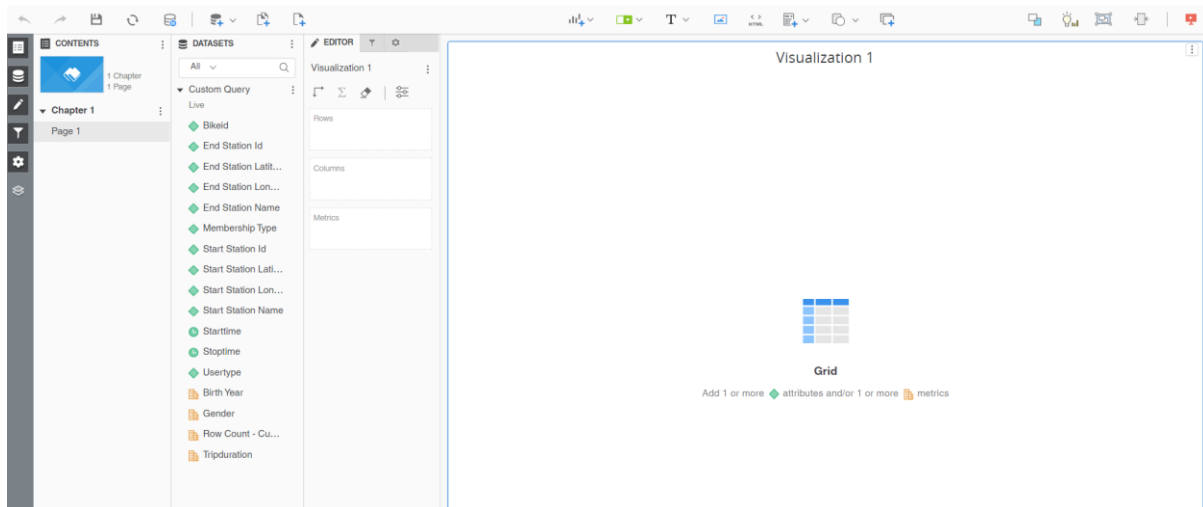 T
HTML
CONTENTS
1 Chapter
1 Page
Chapter 1
Page 1
DATASETS
All
Custom Query
Live
Bikeid
End Station Id
End Station Latit...
End Station Lon...
End Station Name
Membership Type
Start Station Id
Start Station Lati...
Start Station Lon...
Start Station Name
Starttime
Stoptime
Usertype
Birth Year
Gender
Row Count - Cu...
Tripduration
EDITOR
Visualization 1
Rows
Columns
Metrics
Visualization 1
Grid
Add 1 or more attributes and/or 1 or more metrics